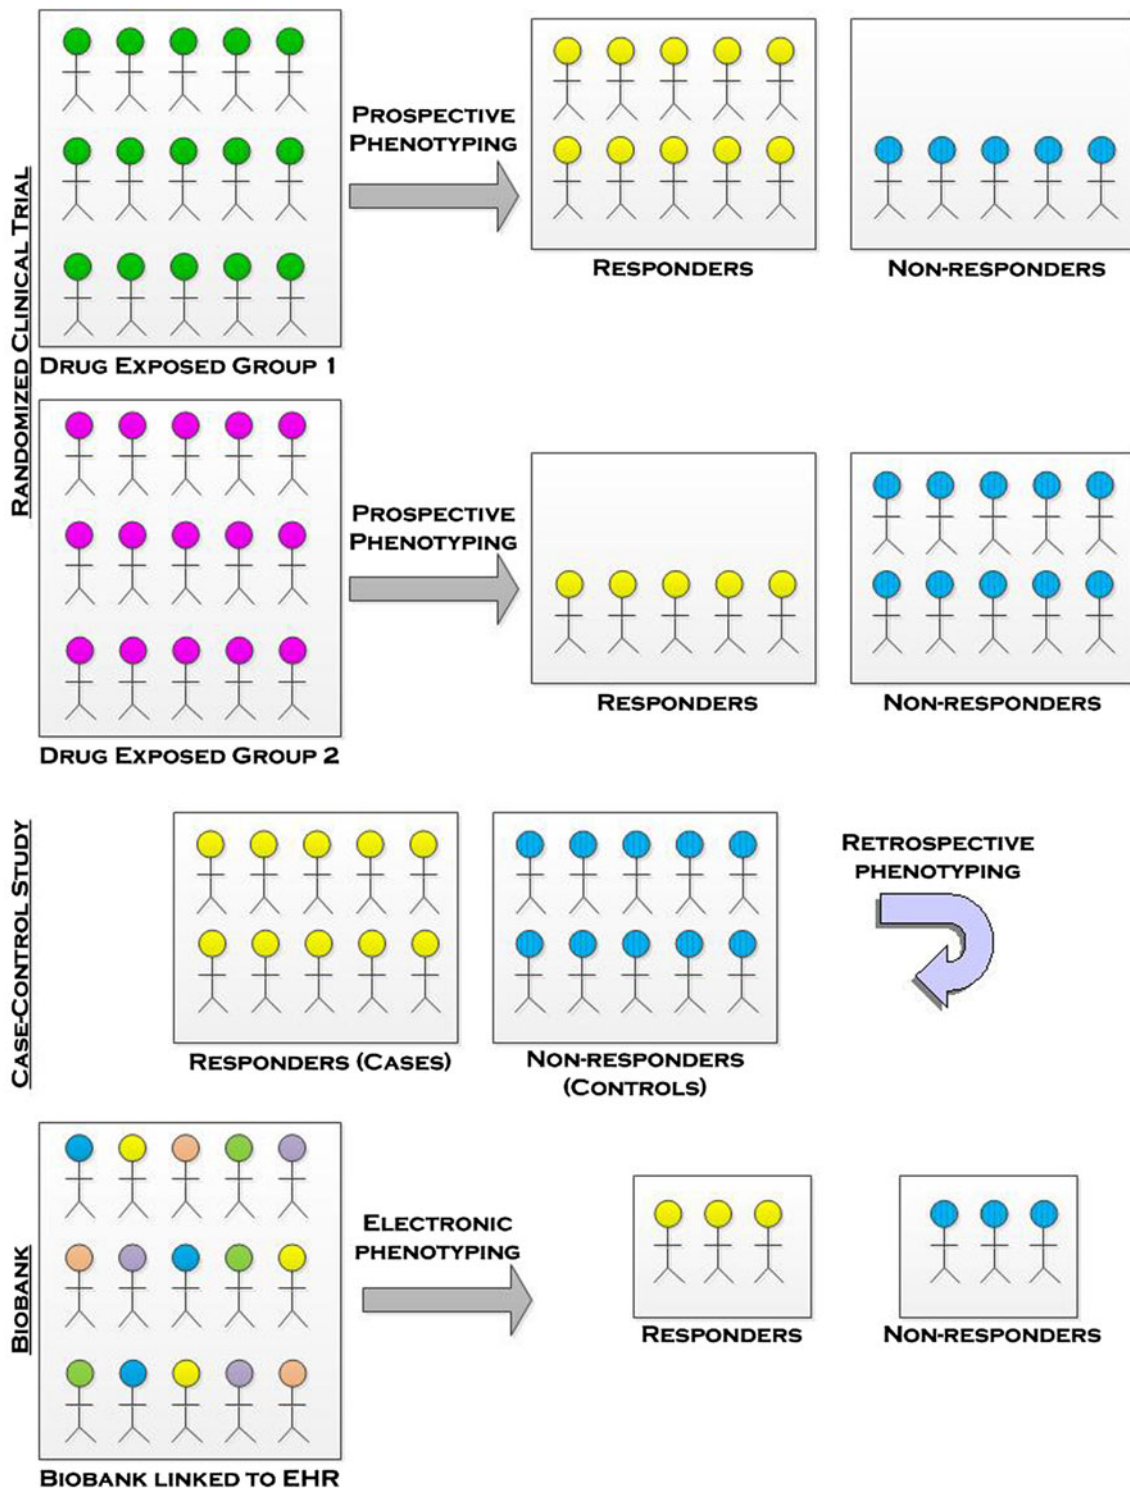 RANDOMIZED CLINICAL TRIAL
DRUG EXPOSED GROUP 1
PROSPECTIVE
PHENOTYPING
RESPONDERS
NON-RESPONDERS
DRUG EXPOSED GROUP 2
PROSPECTIVE
PHENOTYPING
RESPONDERS
NON-RESPONDERS
CASE-CONTROL STUDY
RESPONDERS (CASES)
NON-RESPONDERS
(CONTROLS)
RETROSPECTIVE
PHENOTYPING
BIOBANK
BIOBANK LINKED TO EHR
ELECTRONIC
PHENOTYPING
RESPONDERS
NON-RESPONDERS